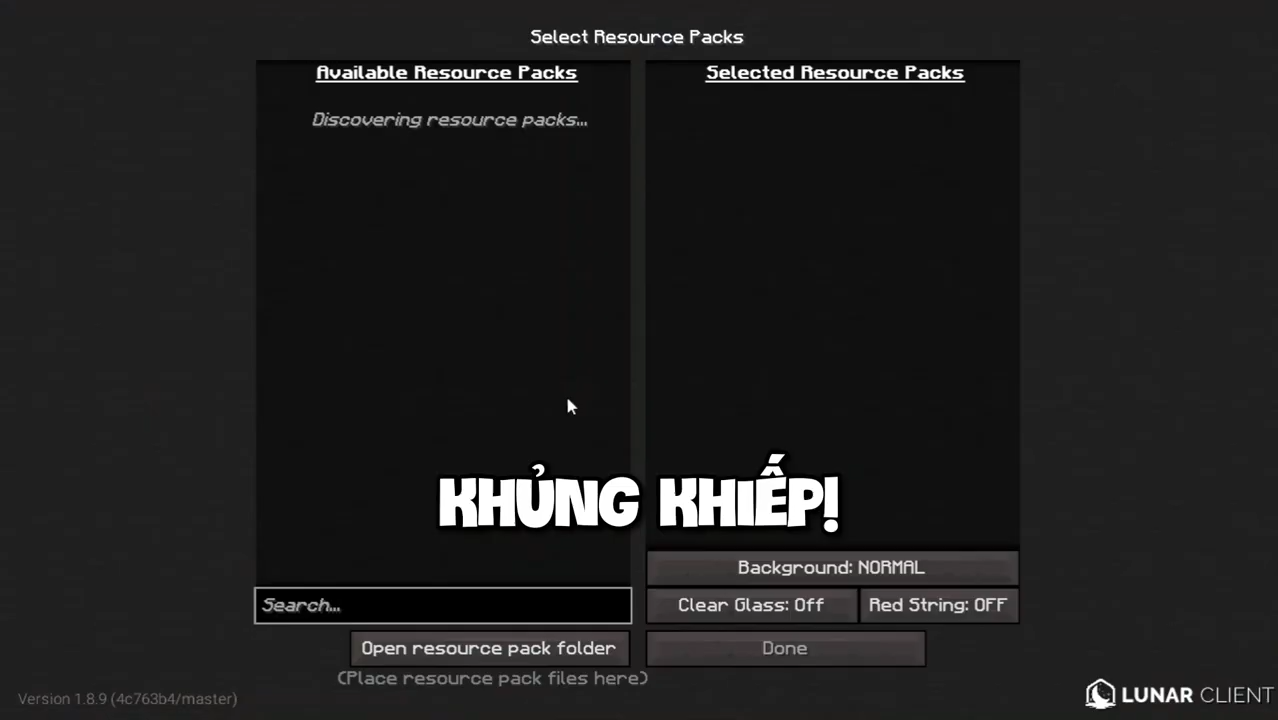 Select Resource Packs
Available Resource Packs
Discovering resource packs...
Selected Resource Packs
KHỦNG KHIẾP!
Background: NORMAL
Clear Glass: Off
Red String: OFF
Search...
Open resource pack folder
Done
(Place resource pack files here)
Version 1.8.9 (4c763b4/master)
LUNAR CLIENT